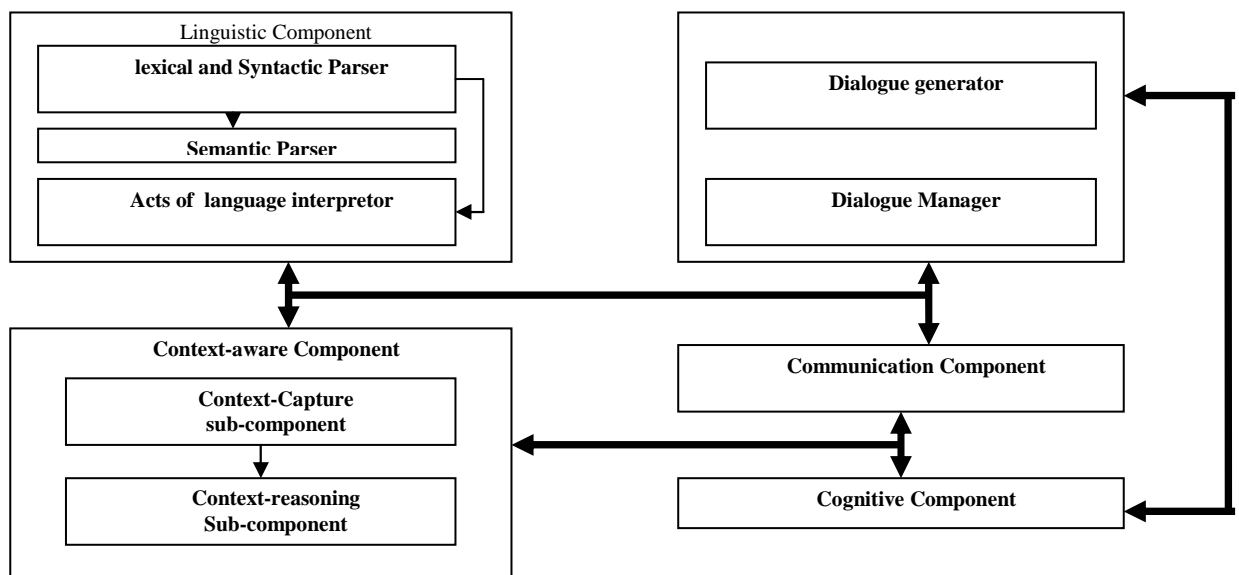 Linguistic Component
lexical and Syntactic Parser
Semantic Parser
Acts of language interpretor
Dialogue generator
Dialogue Manager
Context-aware Component
Context-Capture
sub-component
Context-reasoning
Sub-component
Communication Component
Cognitive Component